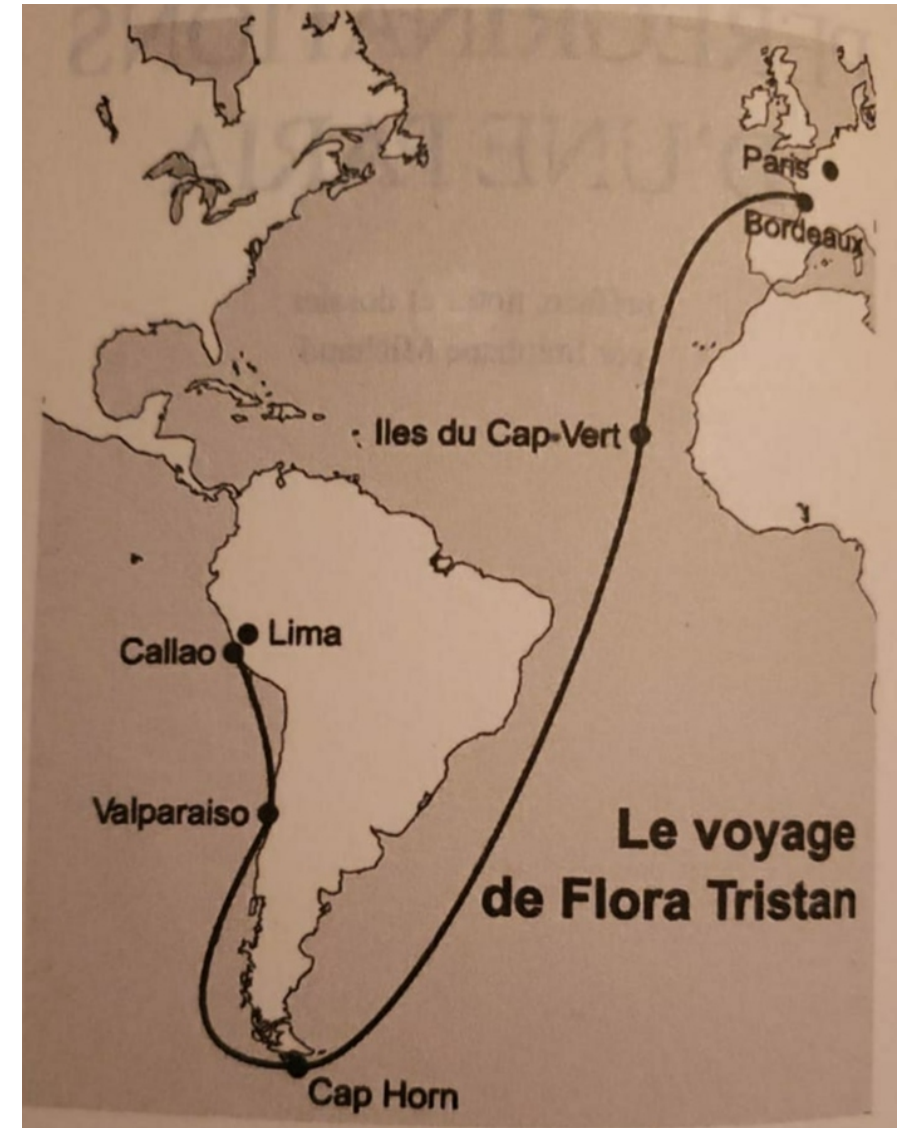 Paris
Bordeaux
Iles du Cap-Vert
Lima
Callao
Valparaiso
Le voyage
de Flora Tristan
Cap Horn